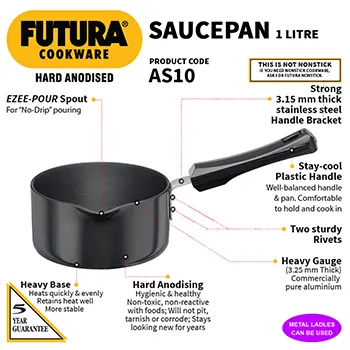 FUTURA®
COOKWARE
HARD ANODISED
SAUCEPAN 1 LITRE
PRODUCT CODE
AS10
THIS IS NOT NONSTICK
IF YOU NEED NONSTICK COOKWARE,
ASK FOR FUTURA NONSTICK.
EZEE-POUR Spout
For "No-Drip" pouring
Strong
3.15 mm thick
stainless steel
Handle Bracket
Stay-cool
Plastic Handle
Well-balanced handle
& pan. Comfortable
to hold and cook in
Two sturdy
Rivets
Heavy Gauge
(3.25 mm Thick)
Commercially
pure aluminium
Heavy Base
Heats quickly & evenly
Retains heat well
More stable
Hard Anodising
Hygienic & healthy
Non-toxic, non-reactive
with foods; Will not pit,
tarnish or corrode; Stays
looking new for years
5
YEAR
GUARANTEE
METAL LADLES
CAN BE USED